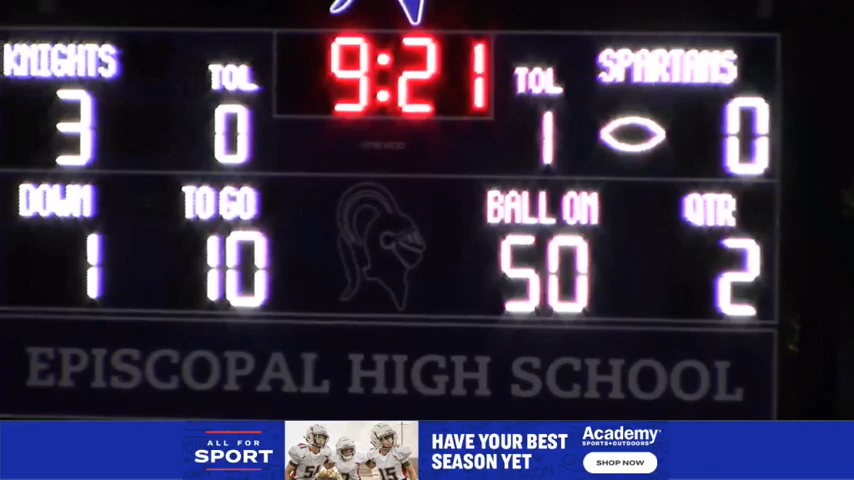 KNIGHTS
TOL
9:21
TOL
SPARTANS
3
0
1
0
DOWN
TO GO
BALL ON
QTR
1
10
50
2
EPISCOPAL HIGH SCHOOL
ALL FOR
SPORT
HAVE YOUR BEST
SEASON YET
Academy
SPORTS+OUTDOORS
SHOP NOW